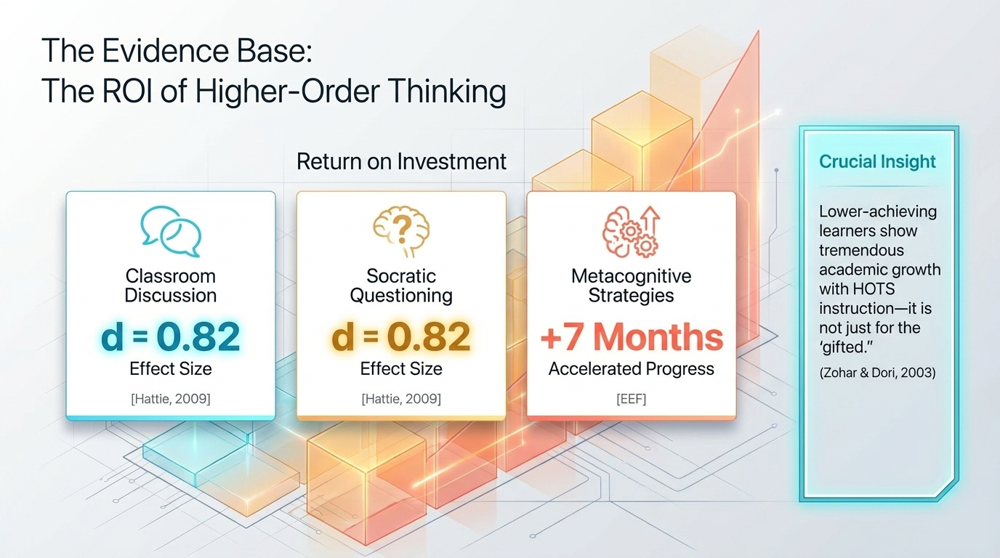 The Evidence Base:
The ROI of Higher-Order Thinking
Return on Investment
Classroom
Discussion
d = 0.82
Effect Size
[Hattie, 2009]
Socratic
Questioning
d = 0.82
Effect Size
[Hattie, 2009]
Metacognitive
Strategies
+7 Months
Accelerated Progress
[EEF]
Crucial Insight
Lower-achieving
learners show
tremendous
academic growth
with HOTS
instruction—it is
not just for the
‘gifted.”
(Zohar & Dori, 2003)
?